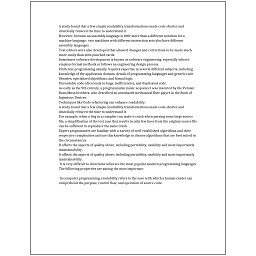 A study found that a few simple readability transformations made code shorter and
drastically reduced the time to understand it.
However, because an assembly language is little more than a different notation for a
machine language, two machines with different instruction sets also have different
assembly languages.
Text editors were also developed that allowed changes and corrections to be made much
more easily than with punched cards.
Sometimes software development is known as software engineering, especially when it
employs formal methods or follows an engineering design process.
Proficient programming usually requires expertise in several different subjects, including
knowledge of the application domain, details of programming languages and generic code
libraries, specialized algorithms, and formal logic.
Unreadable code often leads to bugs, inefficiencies, and duplicated code.
As early as the 9th century, a programmable music sequencer was invented by the Persian
Banu Musa brothers, who described an automated mechanical flute player in the Book of
Ingenious Devices.
Techniques like Code refactoring can enhance readability.
A study found that a few simple readability transformations made code shorter and
drastically reduced the time to understand it.
For example, when a bug in a compiler can make it crash when parsing some large source
file, a simplification of the test case that results in only few lines from the original source file
can be sufficient to reproduce the same crash.
Expert programmers are familiar with a variety of well-established algorithms and their
respective complexities and use this knowledge to choose algorithms that are best suited to
the circumstances.
It affects the aspects of quality above, including portability, usability and most importantly
maintainability.
It affects the aspects of quality above, including portability, usability and most importantly
maintainability.
It is very difficult to determine what are the most popular modern programming languages.
The following properties are among the most important:
In computer programming, readability refers to the ease with which a human reader can
comprehend the purpose, control flow, and operation of source code.